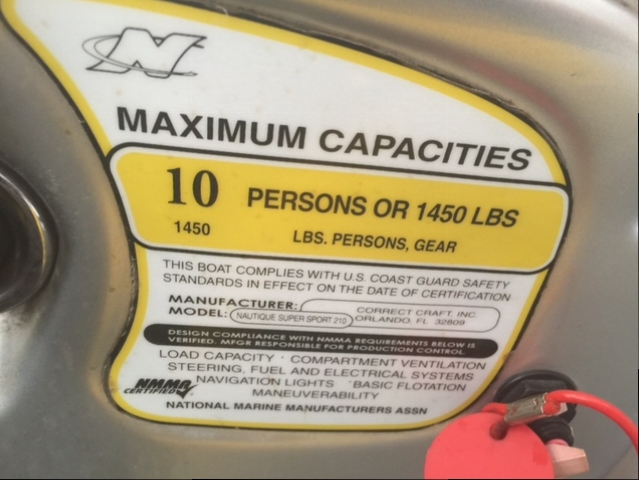 N
MAXIMUM CAPACITIES
10 PERSONS OR 1450 LBS
1450 LBS. PERSONS, GEAR
THIS BOAT COMPLIES WITH U.S. COAST GUARD SAFETY
STANDARDS IN EFFECT ON THE DATE OF CERTIFICATION
MANUFACTURER: CORRECT CRAFT, INC.
MODEL: NAUTIQUE SUPER SPORT 210 ORLANDO, FL 32809
DESIGN COMPLIANCE WITH NMMA REQUIREMENTS BELOW IS
VERIFIED. MFGR RESPONSIBLE FOR PRODUCTION CONTROL.
LOAD CAPACITY · COMPARTMENT VENTILATION
STEERING, FUEL AND ELECTRICAL SYSTEMS
NAVIGATION LIGHTS · BASIC FLOTATION
MANEUVERABILITY
NMMA
CERTIFIED
NATIONAL MARINE MANUFACTURERS ASSN